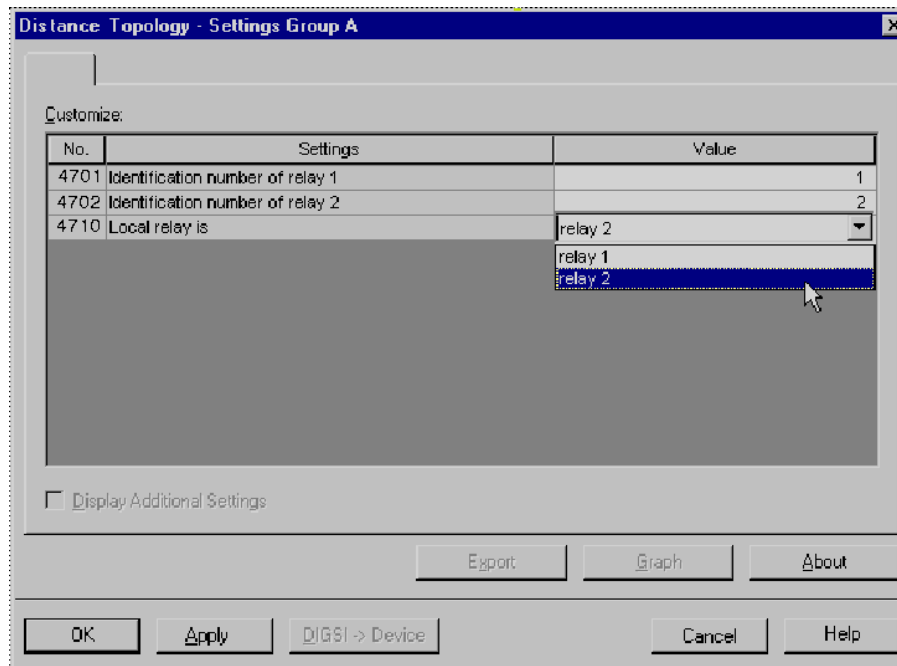 Distance Topology - Settings Group A
Customize:
No. Settings Value
4701 Identification number of relay 1 1
4702 Identification number of relay 2 2
4710 Local relay is relay 2
relay 1
relay 2
Display Additional Settings
Export Graph About
OK Apply DIGSI -> Device Cancel Help